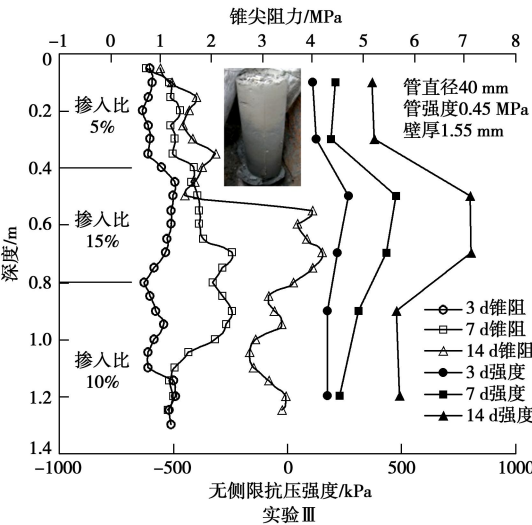 锥尖阻力/MPa
-1 0 1 2 3 4 5 6 7 8
0
0.2
0.4
0.6
0.8
1.0
1.2
1.4
深度/m
掺入比
5%
掺入比
15%
掺入比
10%
管直径40 mm
管强度0.45 MPa
壁厚1.55 mm
3 d锥阻
7 d锥阻
14 d锥阻
3 d强度
7 d强度
14 d强度
-1000 -500 0 500 1000
无侧限抗压强度/kPa
实验Ⅲ